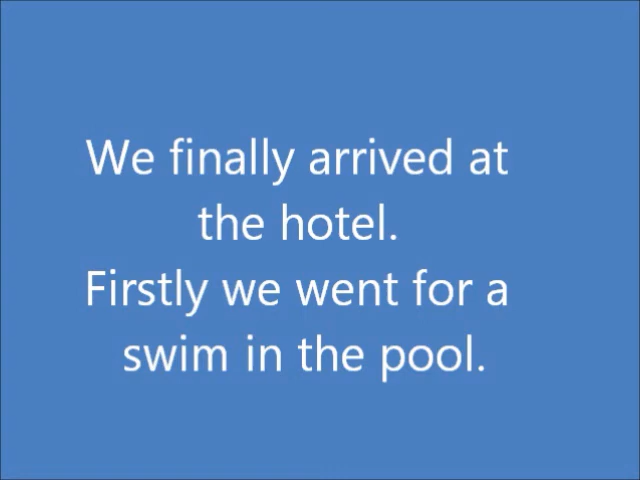 We finally arrived at
the hotel.
Firstly we went for a
swim in the pool.